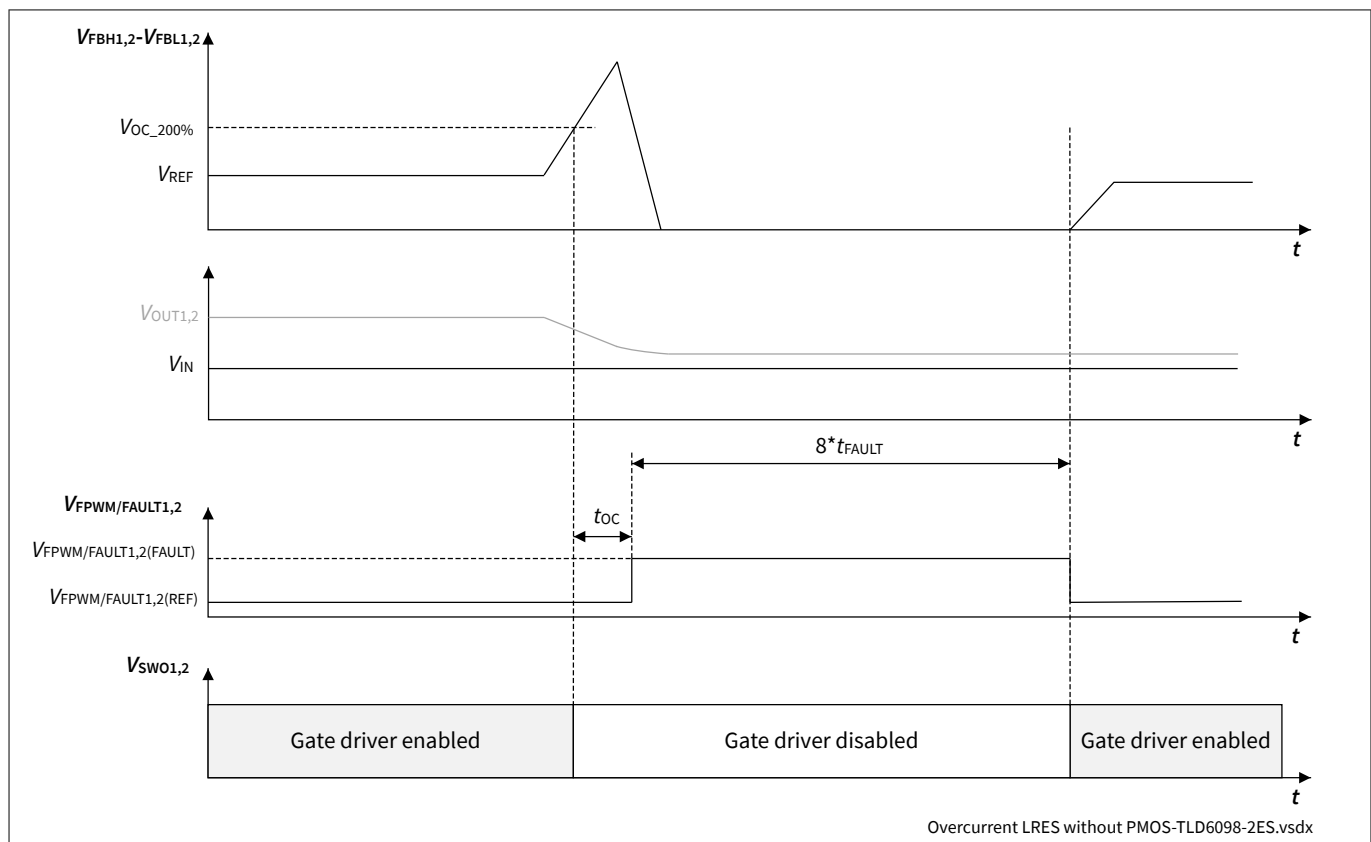 VFBH1,2-VFBL1,2
VOC_200%
VREF
t
VOUT1,2
VIN
t
8*tFAULT
VFPWM/FAULT1,2
tOC
VFPWM/FAULT1,2(FAULT)
VFPWM/FAULT1,2(REF)
t
VSWO1,2
Gate driver enabled
Gate driver disabled
Gate driver enabled
t
Overcurrent LRES without PMOS-TLD6098-2ES.vsdx